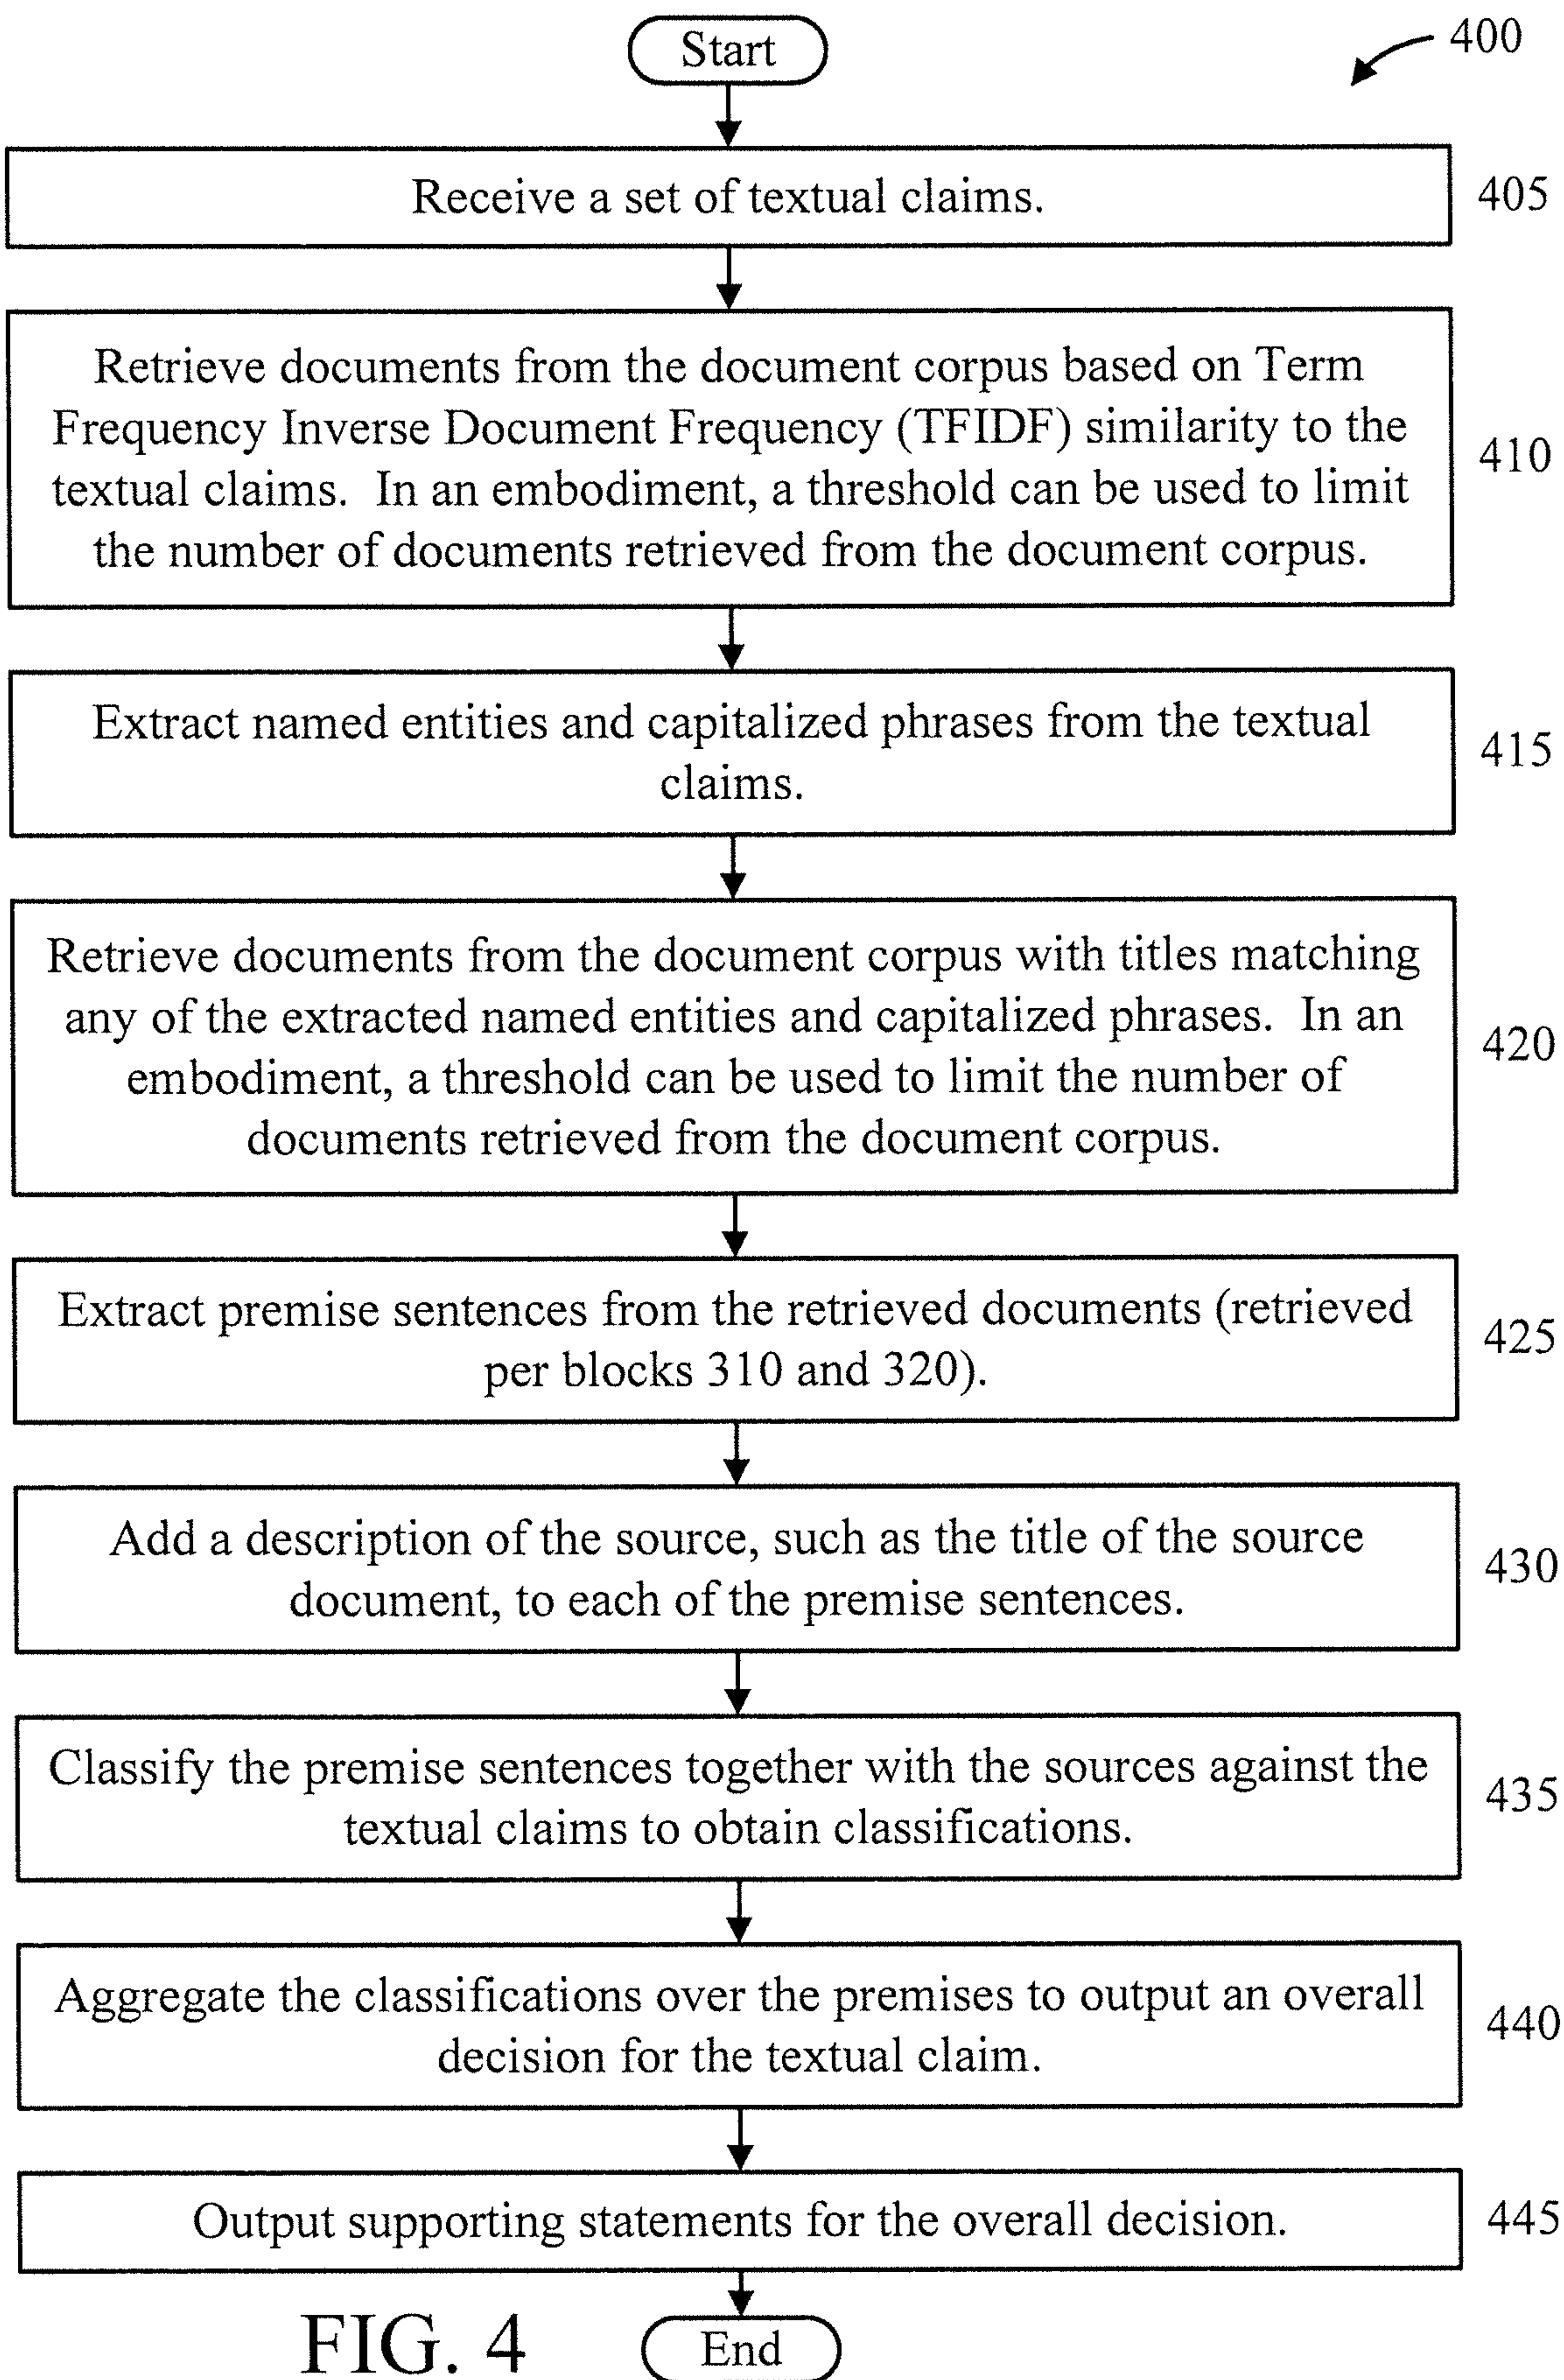 Start
400
Receive a set of textual claims.
405
Retrieve documents from the document corpus based on Term
Frequency Inverse Document Frequency (TFIDF) similarity to the
textual claims. In an embodiment, a threshold can be used to limit
the number of documents retrieved from the document corpus.
410
Extract named entities and capitalized phrases from the textual
claims.
415
Retrieve documents from the document corpus with titles matching
any of the extracted named entities and capitalized phrases. In an
embodiment, a threshold can be used to limit the number of
documents retrieved from the document corpus.
420
Extract premise sentences from the retrieved documents (retrieved
per blocks 310 and 320).
425
Add a description of the source, such as the title of the source
document, to each of the premise sentences.
430
Classify the premise sentences together with the sources against the
textual claims to obtain classifications.
435
Aggregate the classifications over the premises to output an overall
decision for the textual claim.
440
Output supporting statements for the overall decision.
445
FIG. 4
End